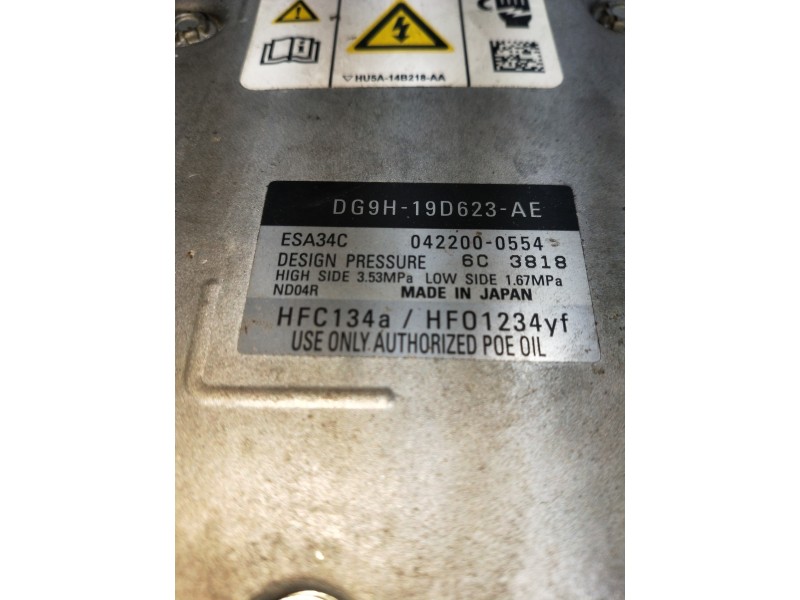 HU5A-14B218-AA
DG9H-19D623-AE
ESA34C 042200-0554
DESIGN PRESSURE 6C 3818
HIGH SIDE 3.53MPa LOW SIDE 1.67MPa
ND04R MADE IN JAPAN
HFC134a / HFO1234yf
USE ONLY AUTHORIZED POE OIL